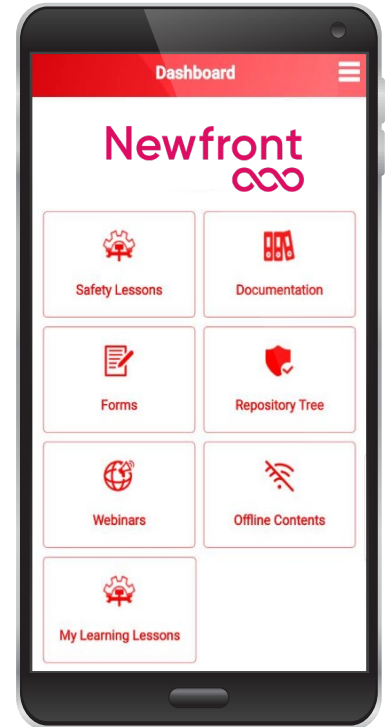 Dashboard
Newfront
Safety Lessons
Documentation
Forms
Repository Tree
Webinars
Offline Contents
My Learning Lessons